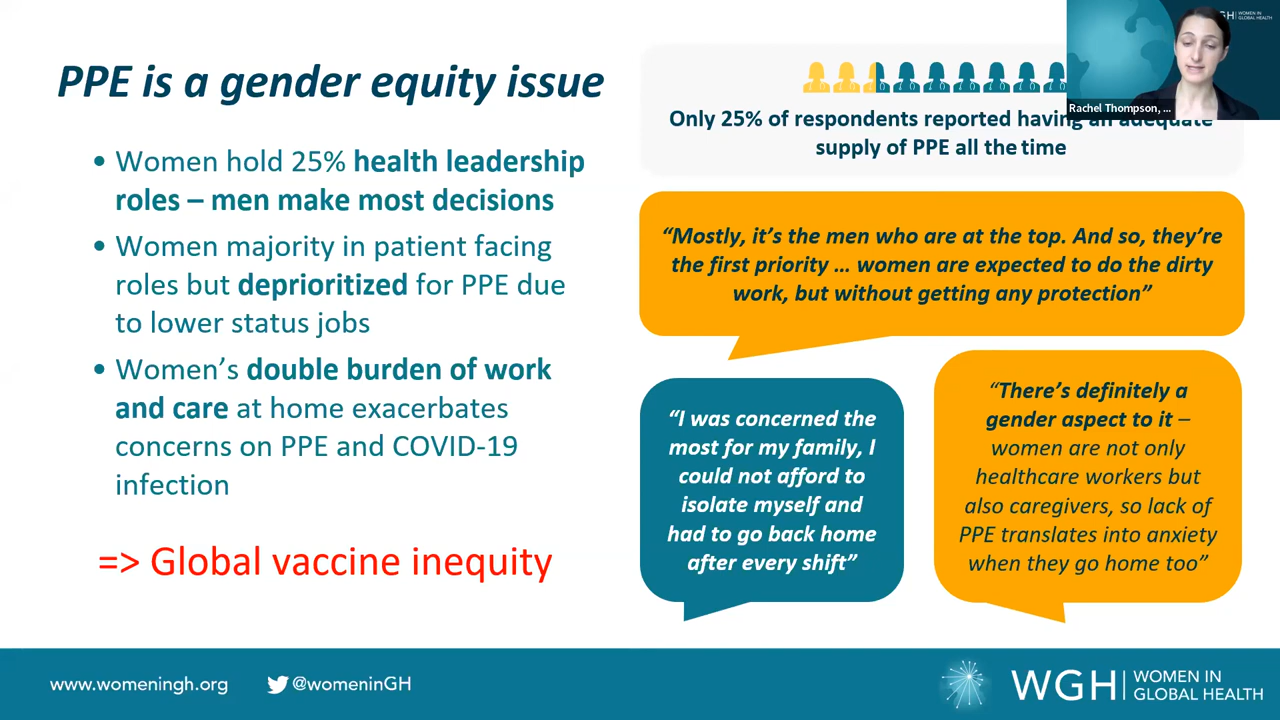 PPE is a gender equity issue
• Women hold 25% health leadership
roles – men make most decisions
• Women majority in patient facing
roles but deprioritized for PPE due
to lower status jobs
• Women's double burden of work
and care at home exacerbates
concerns on PPE and COVID-19
infection
=> Global vaccine inequity
Only 25% of respondents reported having an adequate
supply of PPE all the time
"Mostly, it's the men who are at the top. And so, they're
the first priority … women are expected to do the dirty
work, but without getting any protection"
"I was concerned the
most for my family, I
could not afford to
isolate myself and
had to go back home
after every shift"
"There's definitely a
gender aspect to it –
women are not only
healthcare workers but
also caregivers, so lack of
PPE translates into anxiety
when they go home too"
WOMEN IN
GLOBAL HEALTH
Rachel Thompson, ...
www.womeningh.org
@womeninGH
WGH
WOMEN IN
GLOBAL HEALTH